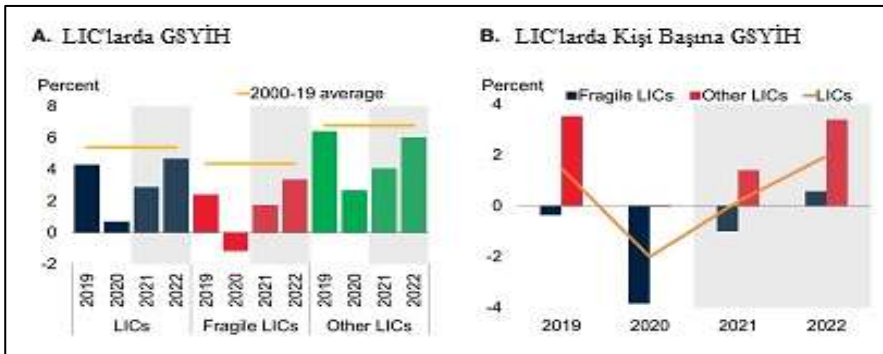 A. LIC'larda GSYİH
Percent
2000-19 average
8
6
4
2
0
-2
2019 2020 2021 2022 2019 2020 2021 2022 2019 2020 2021 2022
LICs Fragile LICs Other LICs
B. LIC'larda Kişi Başına GSYİH
Percent
Fragile LICs Other LICs LICs
4
2
0
-2
-4
2019 2020 2021 2022